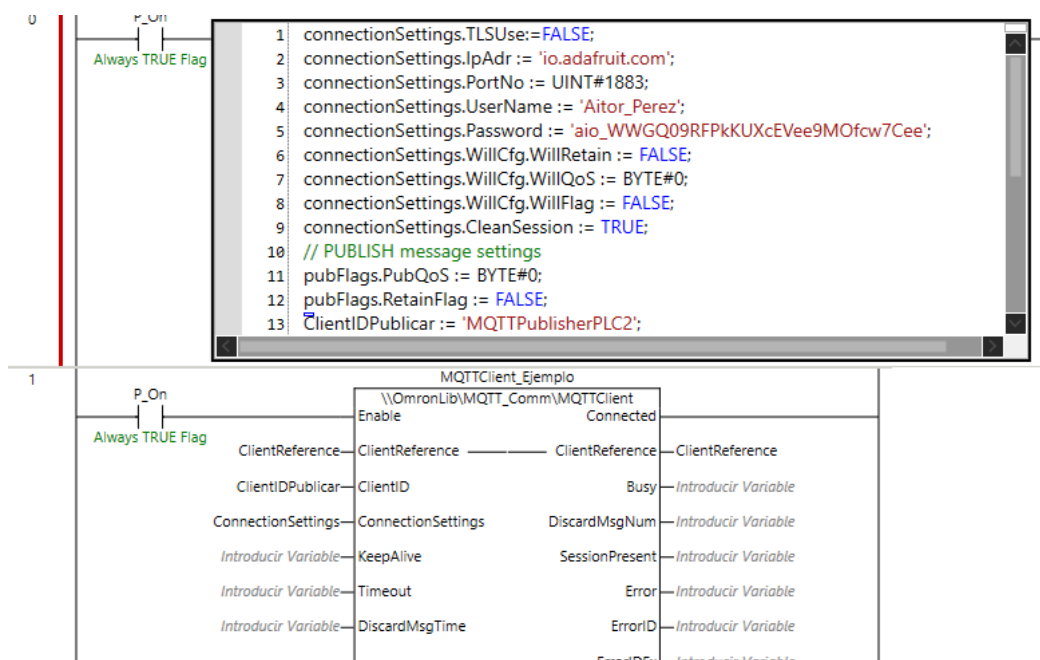 0
P_On
Always TRUE Flag
1 connectionSettings.TLSUse:=FALSE;
2 connectionSettings.IpAdr := 'io.adafruit.com';
3 connectionSettings.PortNo := UINT#1883;
4 connectionSettings.UserName := 'Aitor_Perez';
5 connectionSettings.Password := 'aio_WWGQ09RFPkKUXcEVee9MOfcw7Cee';
6 connectionSettings.WillCfg.WillRetain := FALSE;
7 connectionSettings.WillCfg.WillQoS := BYTE#0;
8 connectionSettings.WillCfg.WillFlag := FALSE;
9 connectionSettings.CleanSession := TRUE;
10 // PUBLISH message settings
11 pubFlags.PubQoS := BYTE#0;
12 pubFlags.RetainFlag := FALSE;
13 ClientIDPublicar := 'MQTTPublisherPLC2';
1
MQTTClient_Ejemplo
P_On
\\OmronLib\MQTT_Comm\MQTTClient
Enable Connected
Always TRUE Flag
ClientReference ClientReference ClientReference ClientReference
ClientIDPublicar ClientID Busy Introducir Variable
ConnectionSettings ConnectionSettings DiscardMsgNum Introducir Variable
Introducir Variable KeepAlive SessionPresent Introducir Variable
Introducir Variable Timeout Error Introducir Variable
Introducir Variable DiscardMsgTime ErrorID Introducir Variable
ErrorIDEx Introducir Variable